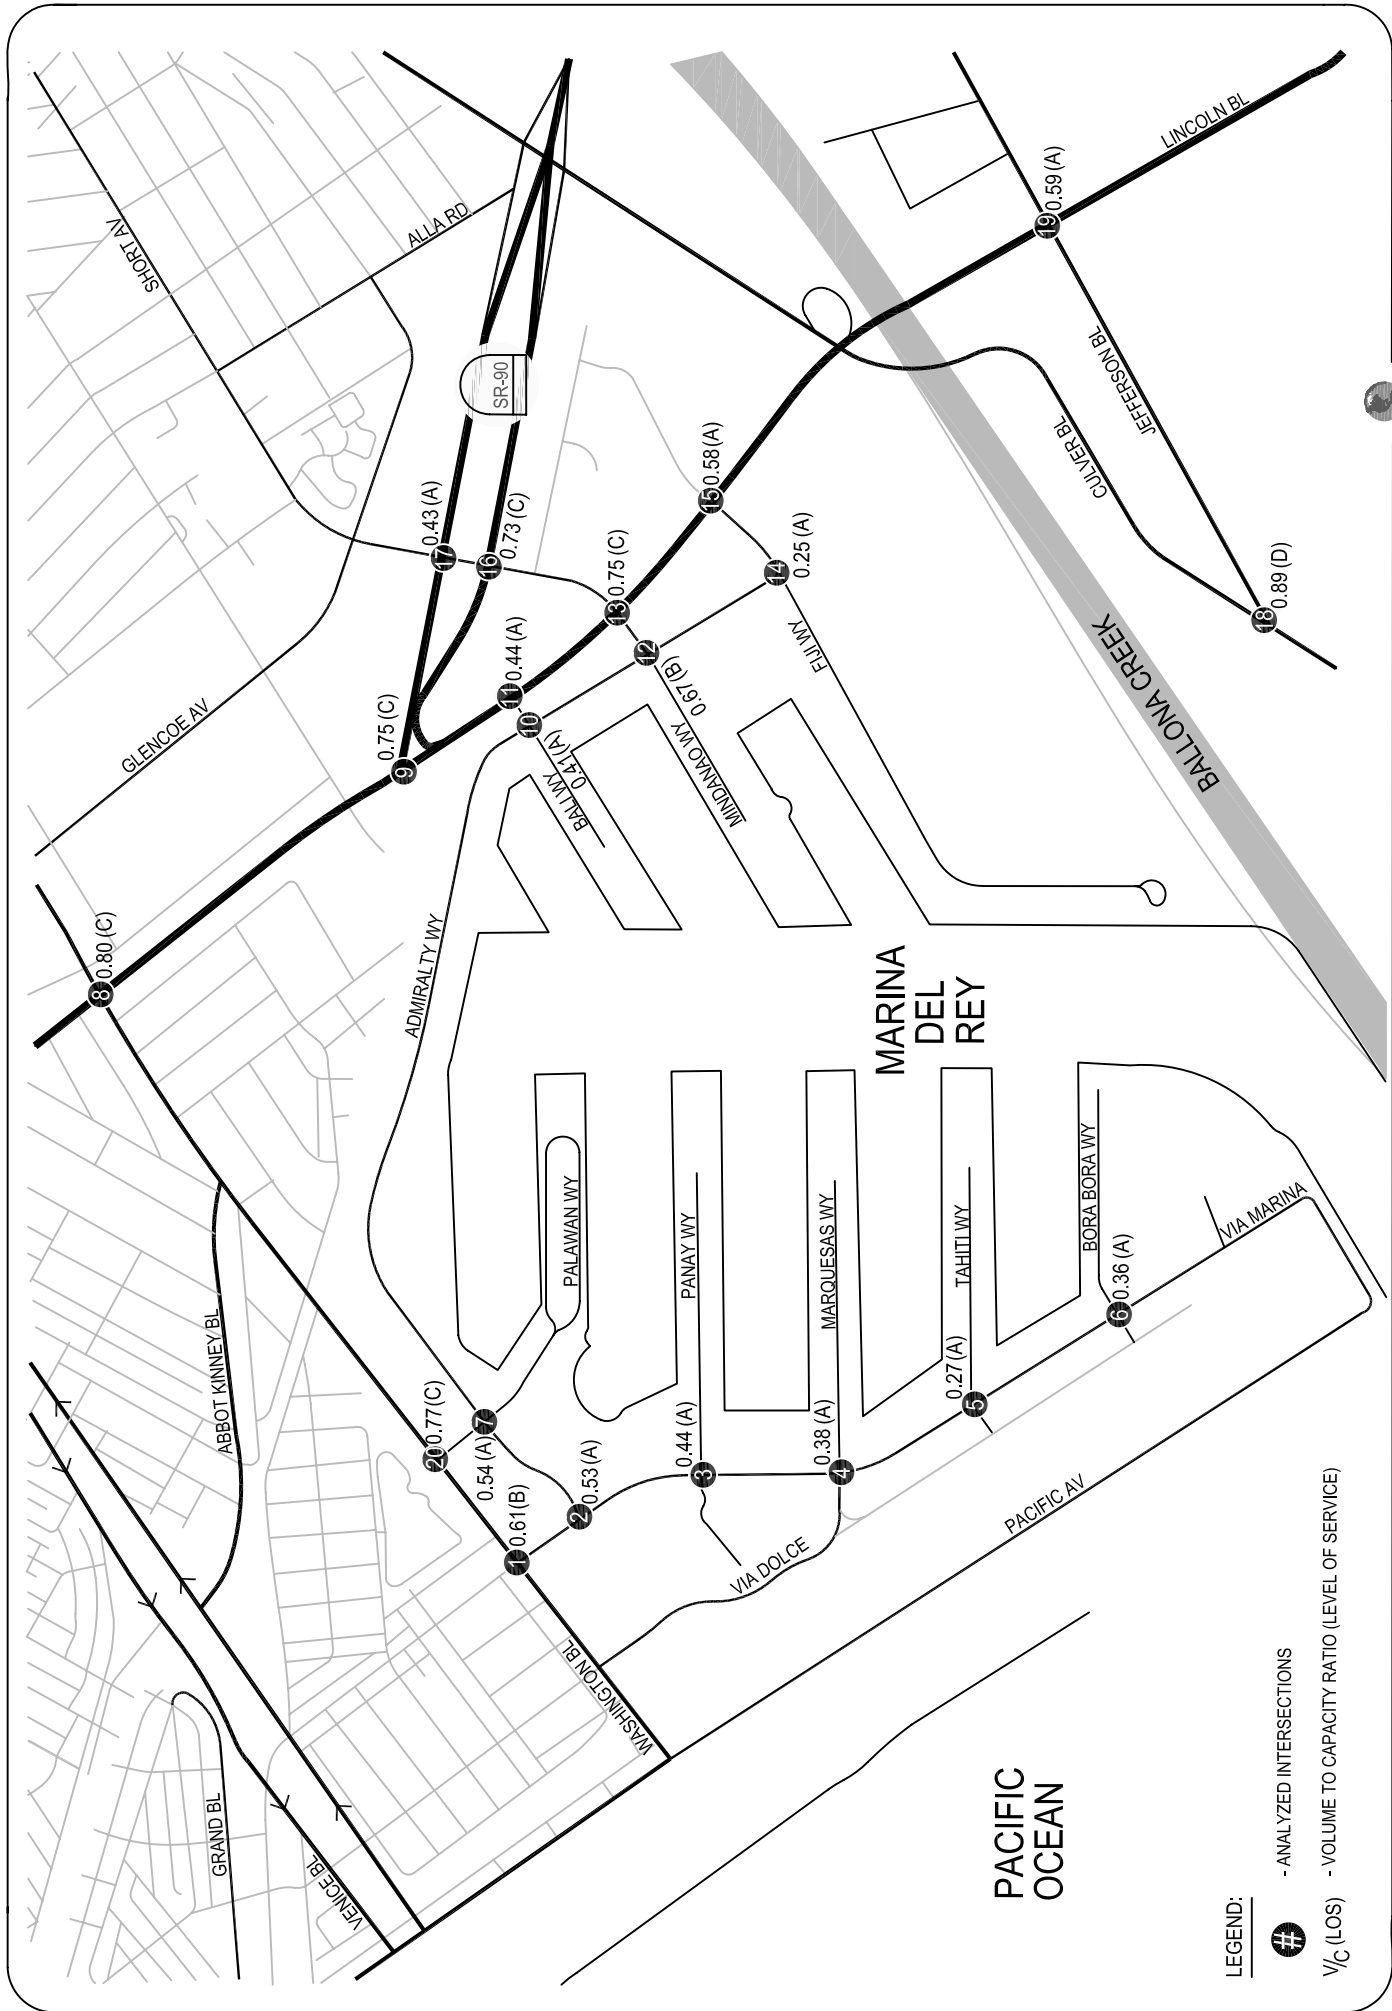 GRAND BL
VENICE BL
ABBOT KINNEY BL
WASHINGTON BL
8 0.80 (C)
GLENCOE AV
SHORT AV
ALLA RD
SR-90
9 0.75 (C)
17 0.43 (A)
16 0.73 (C)
11 0.44 (A)
10
BALI WY
0.41 (A)
13 0.75 (C)
12
0.67 (B)
MINDANAO WY
15 0.58 (A)
14
0.25 (A)
FIJI WY
ADMIRALTY WY
20 0.77 (C)
7
0.54 (A)
1 0.61 (B)
2 0.53 (A)
PALAWAN WY
3
0.44 (A)
PANAY WY
4
0.38 (A)
MARQUESAS WY
5
0.27 (A)
TAHITI WY
6 0.36 (A)
BORA BORA WY
VIA MARINA
VIA DOLCE
PACIFIC AV
MARINA
DEL
REY
BALLONA CREEK
CULVER BL
JEFFERSON BL
LINCOLN BL
19 0.59 (A)
18 0.89 (D)
PACIFIC
OCEAN
LEGEND:
# - ANALYZED INTERSECTIONS
V/C (LOS) - VOLUME TO CAPACITY RATIO (LEVEL OF SERVICE)